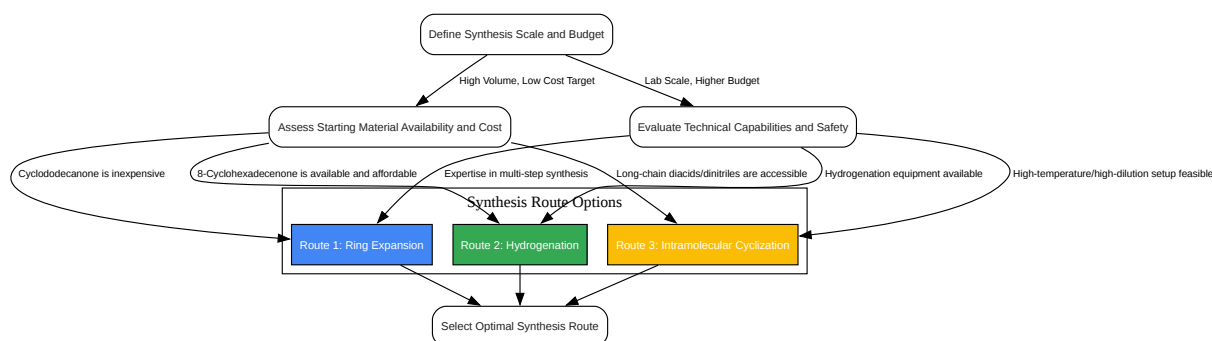 Define Synthesis Scale and Budget
High Volume, Low Cost Target
Lab Scale, Higher Budget
Assess Starting Material Availability and Cost
Evaluate Technical Capabilities and Safety
Cyclododecanone is inexpensive
8-Cyclohexadecenone is available and affordable
Expertise in multi-step synthesis
Long-chain diacids/dinitriles are accessible
Hydrogenation equipment available
High-temperature/high-dilution setup feasible
Synthesis Route Options
Route 1: Ring Expansion
Route 2: Hydrogenation
Route 3: Intramolecular Cyclization
Select Optimal Synthesis Route